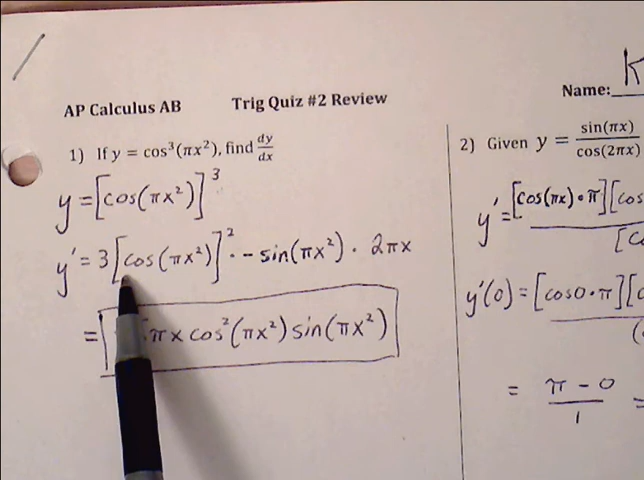 AP Calculus AB Trig Quiz #2 Review Name:
1) If y = cos³(πx²), find dy/dx
y = [cos(πx²)]³
y' = 3[cos(πx²)]² · - sin(πx²) · 2πx
= πx cos²(πx²) sin(πx²)
2) Given y = sin(πx)/cos(2πx)
y' = [cos(πx) · π][cos
y'(0) = [cos0 · π][
= π - 0 / 1 =